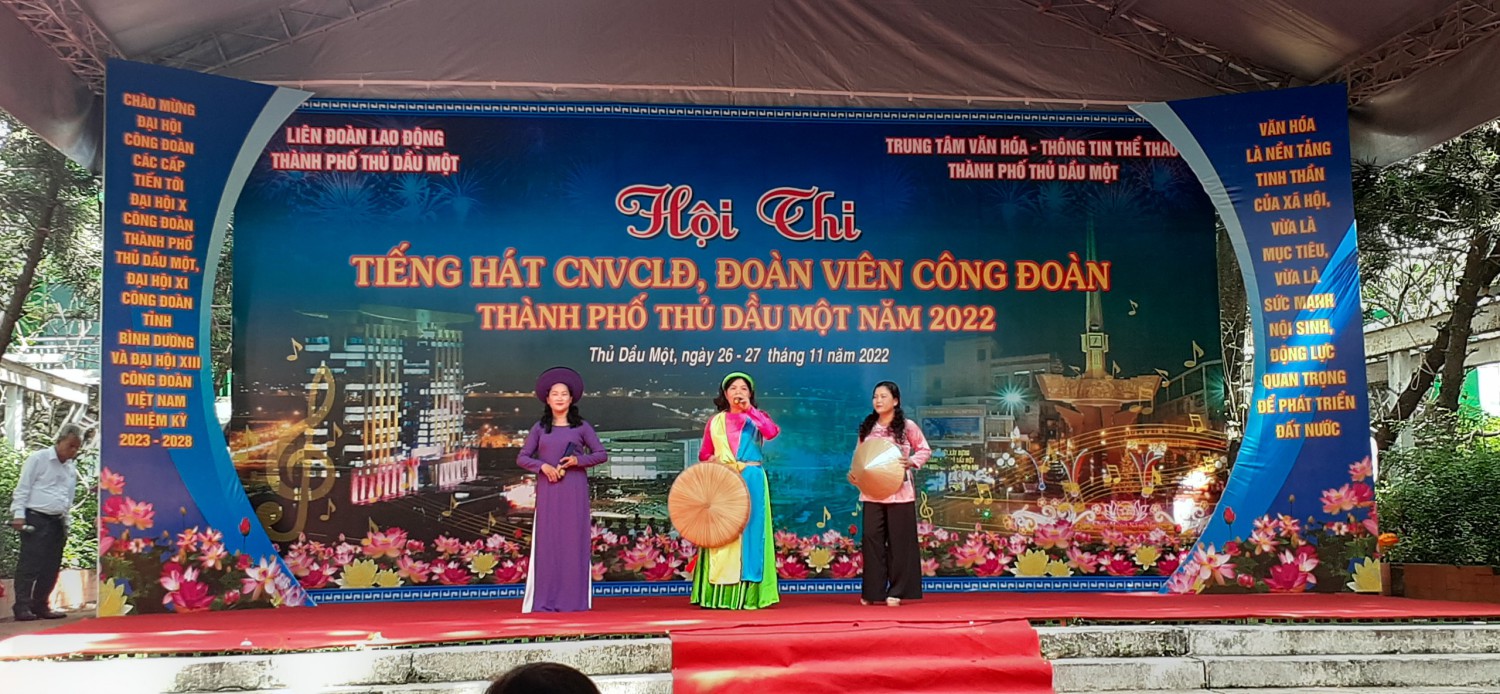 CHÀO MỪNG
ĐẠI HỘI
CÔNG ĐOÀN
CÁC CẤP
TIẾN TỚI
ĐẠI HỘI X
CÔNG ĐOÀN
THÀNH PHỐ
THỦ DẦU MỘT,
ĐẠI HỘI XI
CÔNG ĐOÀN
TỈNH
BÌNH DƯƠNG
VÀ ĐẠI HỘI XIII
CÔNG ĐOÀN
VIỆT NAM
NHIỆM KỲ
2023 - 2028
LIÊN ĐOÀN LAO ĐỘNG
THÀNH PHỐ THỦ DẦU MỘT
TRUNG TÂM VĂN HÓA - THÔNG TIN THỂ THAO
THÀNH PHỐ THỦ DẦU MỘT
Hội Thi
TIẾNG HÁT CNVCLĐ, ĐOÀN VIÊN CÔNG ĐOÀN
THÀNH PHỐ THỦ DẦU MỘT NĂM 2022
Thủ Dầu Một, ngày 26 - 27 tháng 11 năm 2022
VĂN HÓA
LÀ NỀN TẢNG
TINH THẦN
CỦA XÃ HỘI,
VỪA LÀ
MỤC TIÊU,
VỪA LÀ
SỨC MẠNH
NỘI SINH,
ĐỘNG LỰC
QUAN TRỌNG
ĐỂ PHÁT TRIỂN
ĐẤT NƯỚC